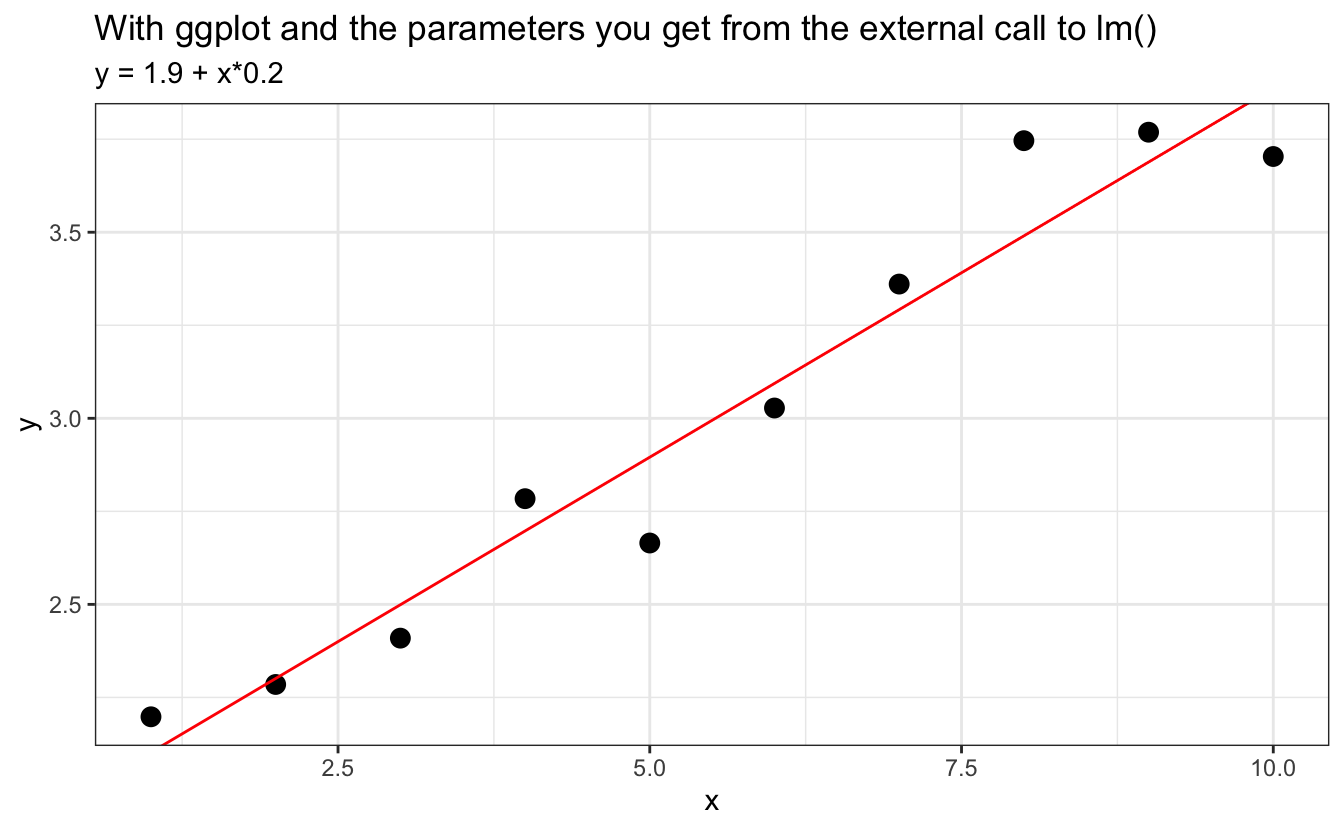 With ggplot and the parameters you get from the external call to lm()
y = 1.9 + x*0.2
3.5
3.0
2.5
y
2.5
5.0
7.5
10.0
x